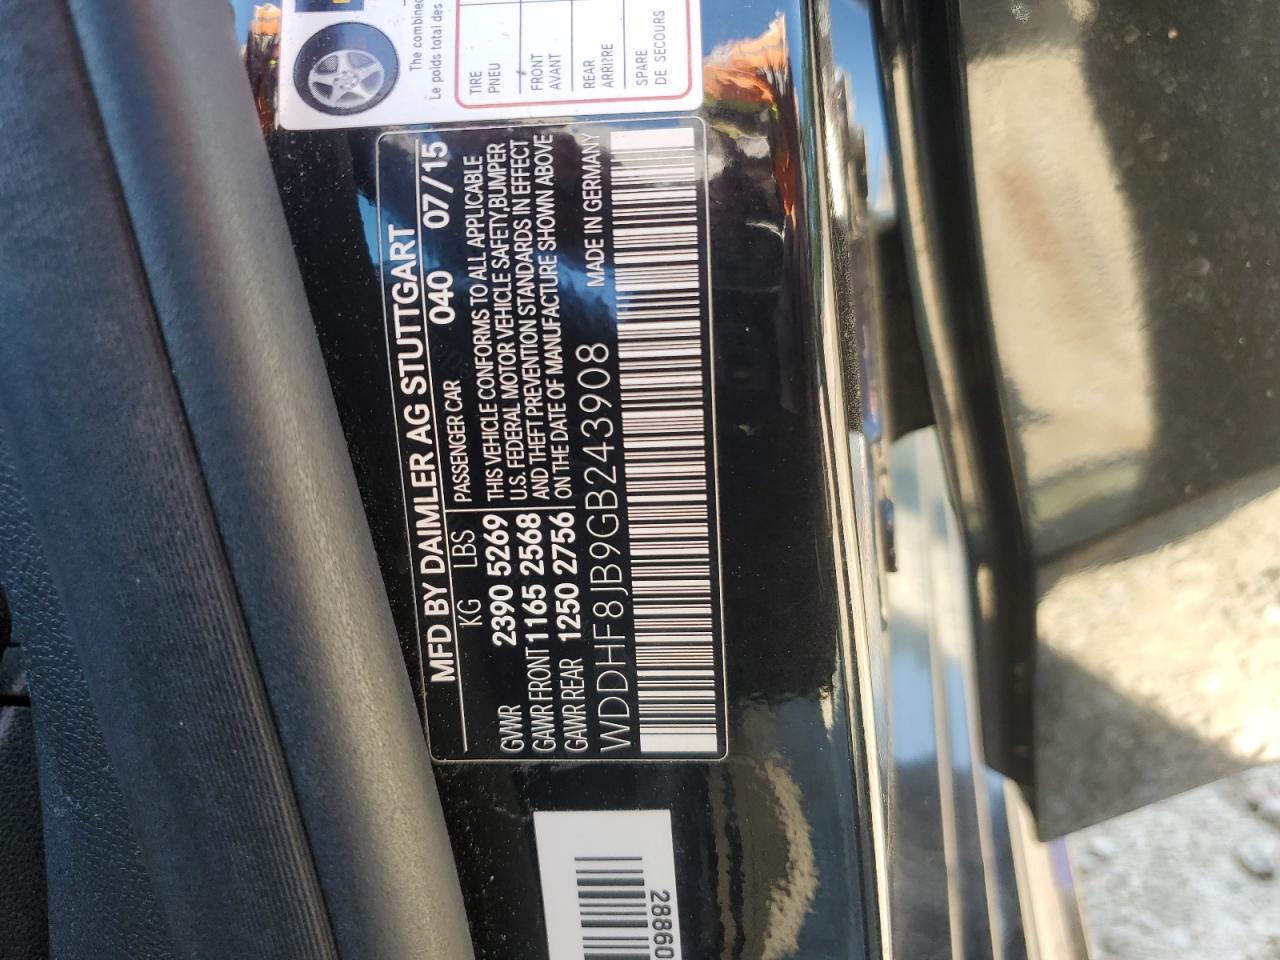 The combined
Le poids total des
TIRE
PNEU
FRONT
AVANT
REAR
ARRI?RE
SPARE
DE SECOURS
MFD BY DAIMLER AG STUTTGART
040 07/15
KG LBS
PASSENGER CAR
GVWR 2390 5269
GAWR FRONT 1165 2568
GAWR REAR 1250 2756
THIS VEHICLE CONFORMS TO ALL APPLICABLE
U.S. FEDERAL MOTOR VEHICLE SAFETY,BUMPER
AND THEFT PREVENTION STANDARDS IN EFFECT
ON THE DATE OF MANUFACTURE SHOWN ABOVE
WDDHF8JB9GB243908 MADE IN GERMANY
28860